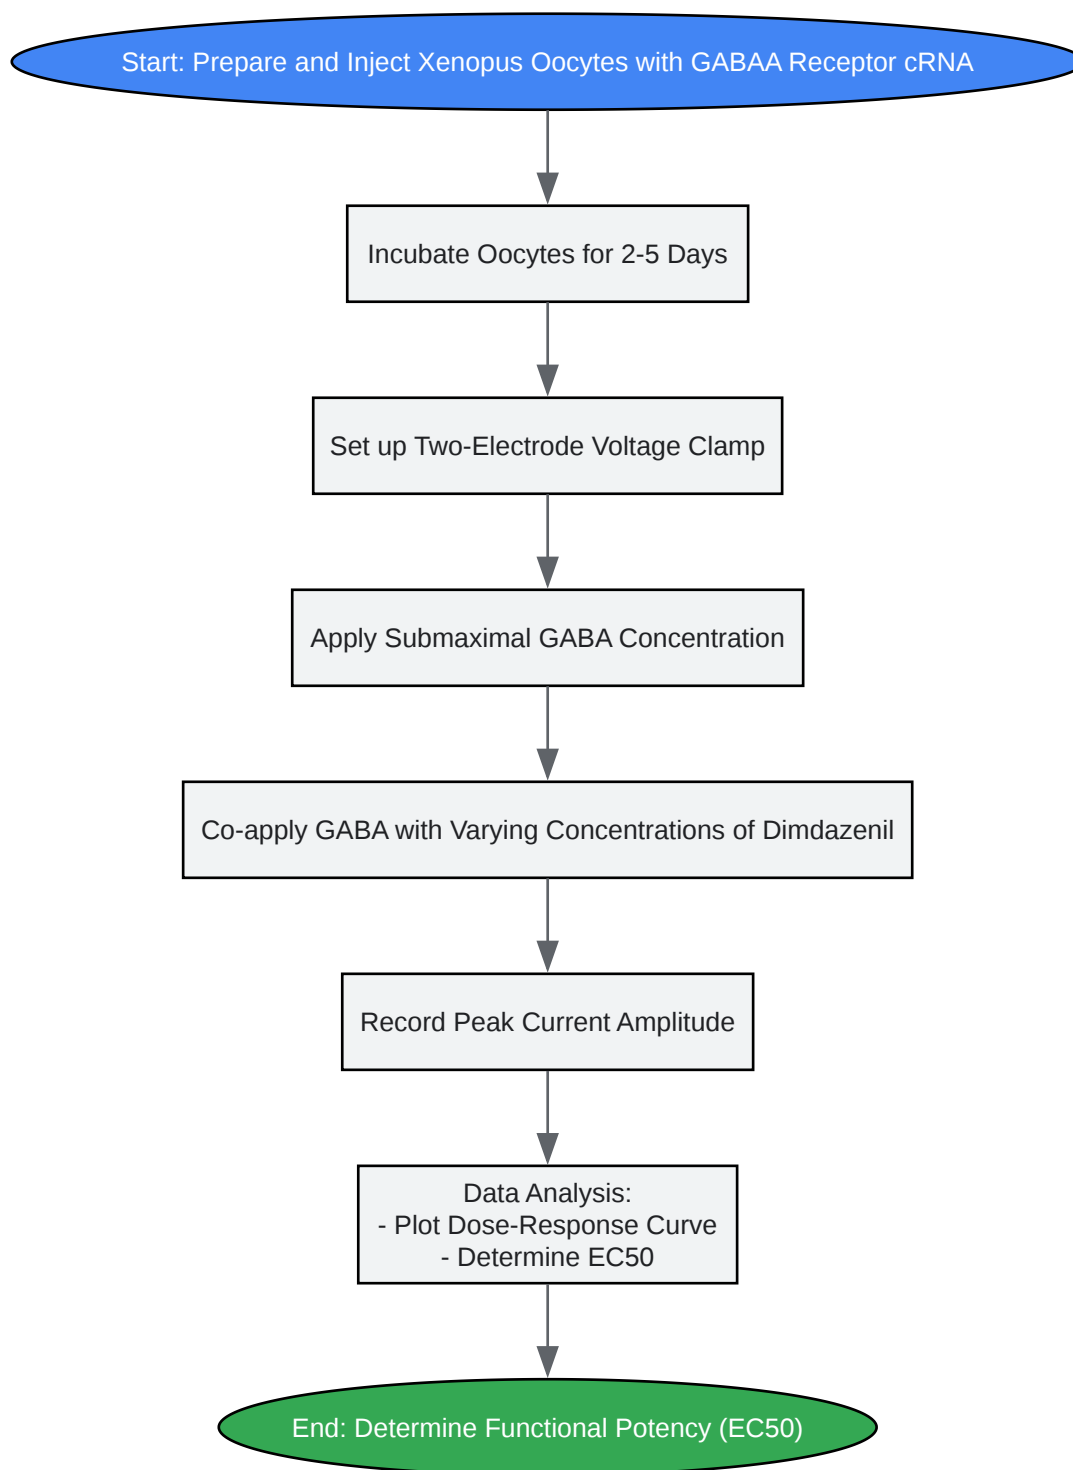 Start: Prepare and Inject Xenopus Oocytes with GABAA Receptor cRNA
Incubate Oocytes for 2-5 Days
Set up Two-Electrode Voltage Clamp
Apply Submaximal GABA Concentration
Co-apply GABA with Varying Concentrations of Dimdazenil
Record Peak Current Amplitude
Data Analysis:
- Plot Dose-Response Curve
- Determine EC50
End: Determine Functional Potency (EC50)